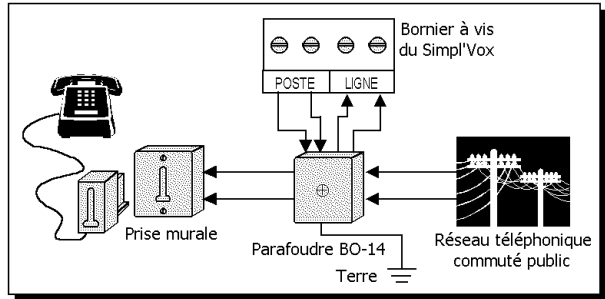 Bornier à vis
du Simpl'Vox
POSTE LIGNE
Prise murale
Parafoudre BO-14
Terre
Réseau téléphonique
commuté public